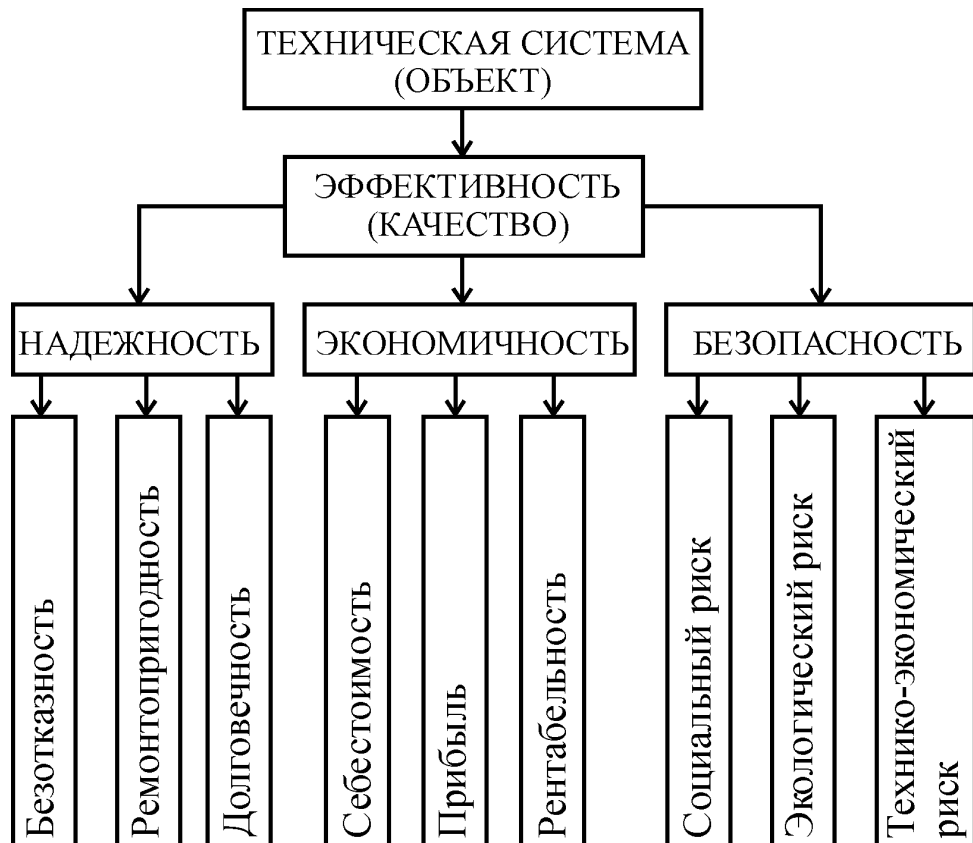 ТЕХНИЧЕСКАЯ СИСТЕМА
(ОБЪЕКТ)
ЭФФЕКТИВНОСТЬ
(КАЧЕСТВО)
НАДЕЖНОСТЬ
ЭКОНОМИЧНОСТЬ
БЕЗОПАСНОСТЬ
Безотказность
Ремонтопригодность
Долговечность
Себестоимость
Прибыль
Рентабельность
Социальный риск
Экологический риск
Технико-экономический
риск